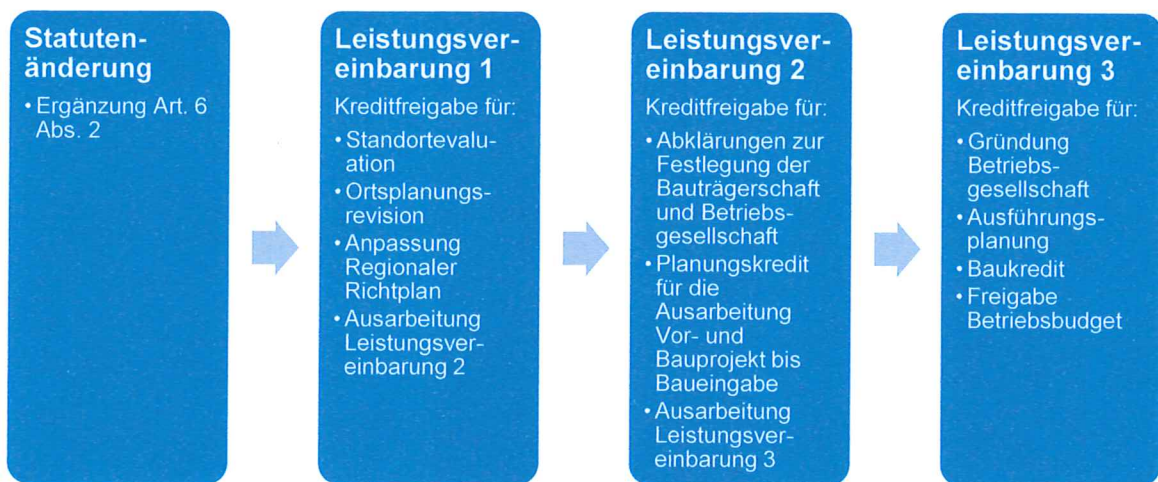 Statuten-
änderung
• Ergänzung Art. 6
Abs. 2
Leistungsver-
einbarung 1
Kreditfreigabe für:
• Standortevalu-
ation
• Ortsplanungs-
revision
• Anpassung
Regionaler
Richtplan
• Ausarbeitung
Leistungsver-
einbarung 2
Leistungsver-
einbarung 2
Kreditfreigabe für:
• Abklärungen zur
Festlegung der
Bauträgerschaft
und Betriebs-
gesellschaft
• Planungskredit
für die
Ausarbeitung
Vor- und
Bauprojekt bis
Baueingabe
• Ausarbeitung
Leistungsver-
einbarung 3
Leistungsver-
einbarung 3
Kreditfreigabe für:
• Gründung
Betriebs-
gesellschaft
• Ausführungs-
planung
• Baukredit
• Freigabe
Betriebsbudget